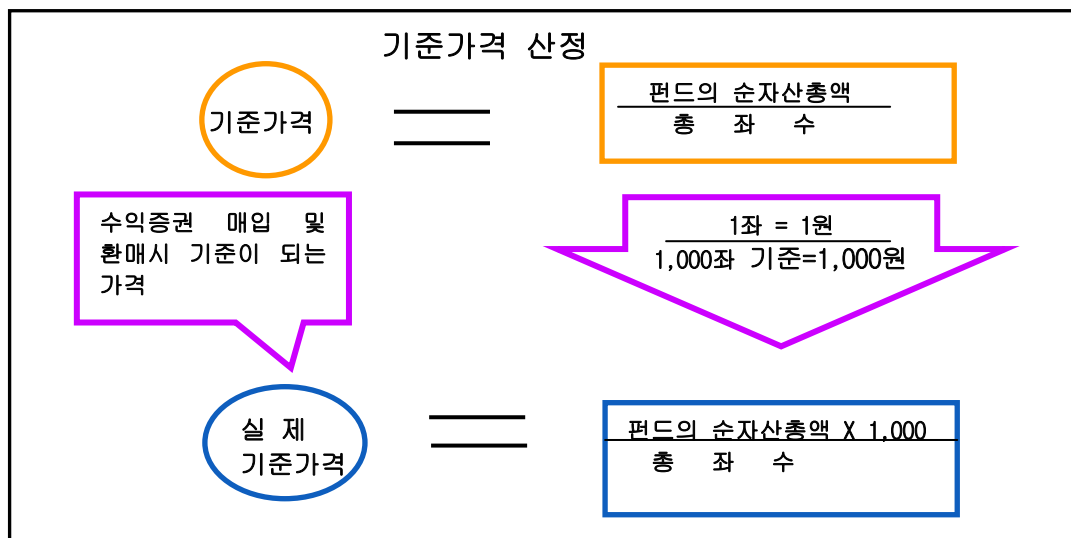 기준가격 산정
기준가격
펀드의 순자산총액
총 좌 수
수익증권 매입 및
환매시 기준이 되는
가격
1좌 = 1원
1,000좌 기준=1,000원
실 제
기준가격
펀드의 순자산총액 X 1,000
총 좌 수